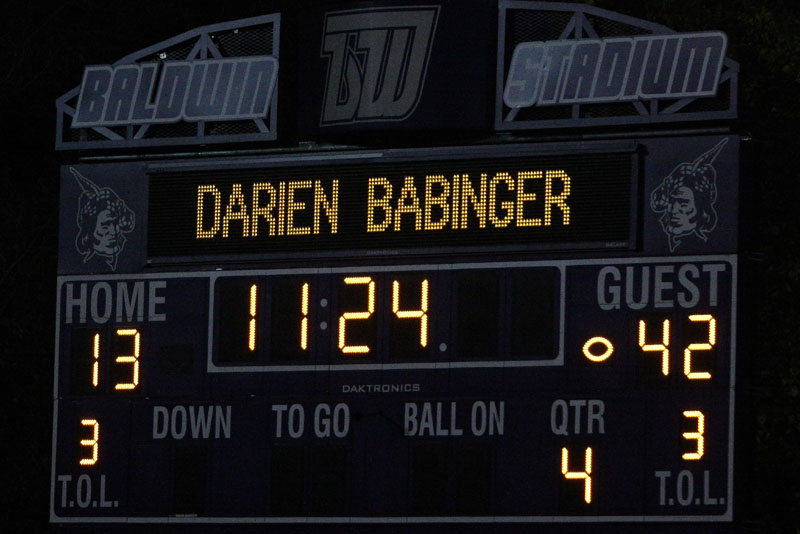 BALDWIN BW STADIUM
DARIEN BABINGER
HOME 11:24 GUEST
13 42
DAKTRONICS
3 DOWN TO GO BALL ON QTR 3
T.O.L. 4 T.O.L.